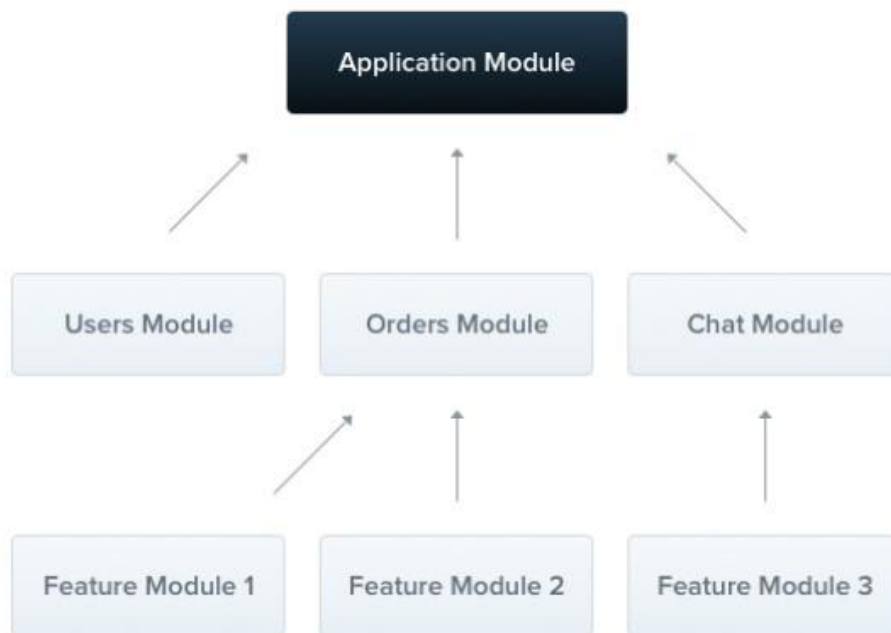 Application Module
Users Module
Orders Module
Chat Module
Feature Module 1
Feature Module 2
Feature Module 3